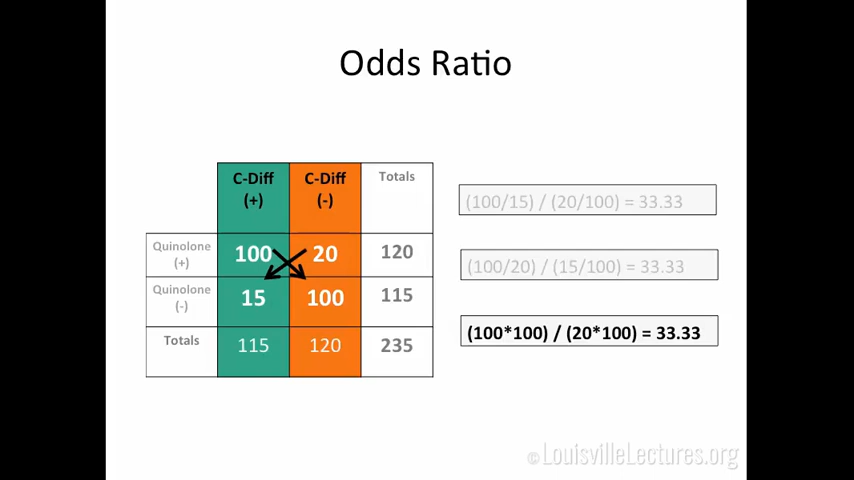 Odds Ratio
C-Diff C-Diff Totals
(+) (-)
Quinolone 100 20 120
(+)
Quinolone 15 100 115
(-)
Totals 115 120 235
(100/15) / (20/100) = 33.33
(100/20) / (15/100) = 33.33
(100*100) / (20*100) = 33.33
©LouisvilleLectures.org